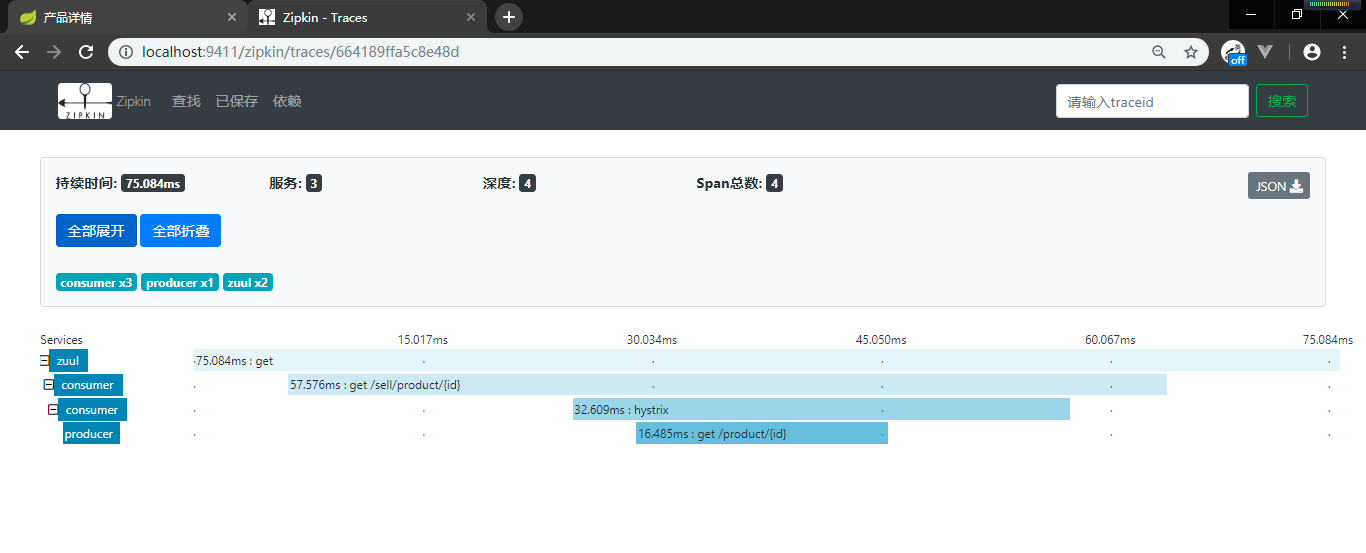 产品详情
Zipkin - Traces
localhost:9411/zipkin/traces/664189ffa5c8e48d
off
ZIPKIN
Zipkin 查找 已保存 依赖
请输入traceid 搜索
持续时间: 75.084ms 服务: 3 深度: 4 Span总数: 4 JSON
全部展开 全部折叠
consumer x3 producer x1 zuul x2
Services 15.017ms 30.034ms 45.050ms 60.067ms 75.084ms
zuul 75.084ms : get
consumer 57.576ms : get /sell/product/{id}
consumer 32.609ms : hystrix
producer 16.485ms : get /product/{id}